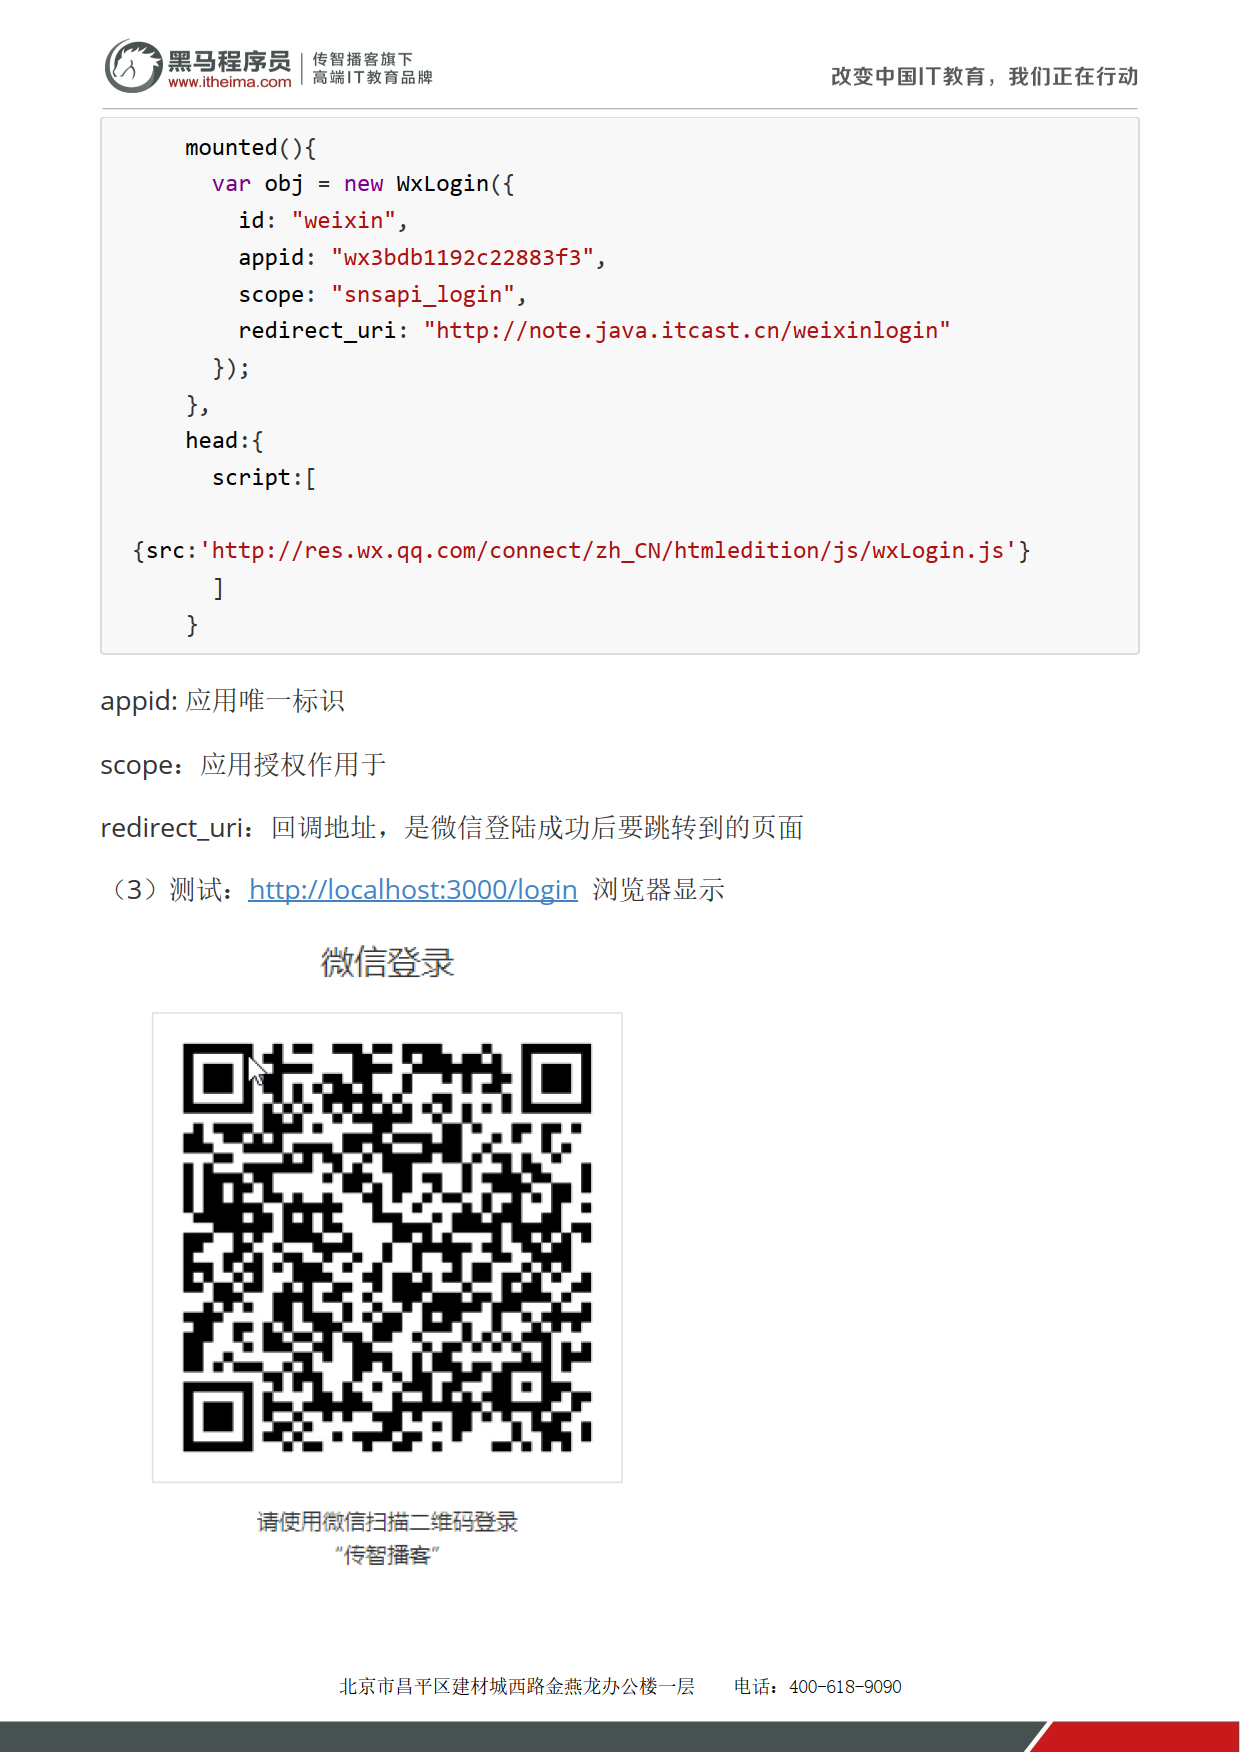 黑马程序员
www.itheima.com
传智播客旗下
高端IT教育品牌
改变中国IT教育，我们正在行动
mounted(){
var obj = new WxLogin({
id: "weixin",
appid: "wx3bdb1192c22883f3",
scope: "snsapi_login",
redirect_uri: "http://note.java.itcast.cn/weixinlogin"
});
},
head:{
script:[
{src:'http://res.wx.qq.com/connect/zh_CN/htmledition/js/wxLogin.js'}
]
}
appid: 应用唯一标识
scope：应用授权作用于
redirect_uri：回调地址，是微信登陆成功后要跳转到的页面
（3）测试：http://localhost:3000/login 浏览器显示
微信登录
请使用微信扫描二维码登录
"传智播客"
北京市昌平区建材城西路金燕龙办公楼一层 电话：400-618-9090